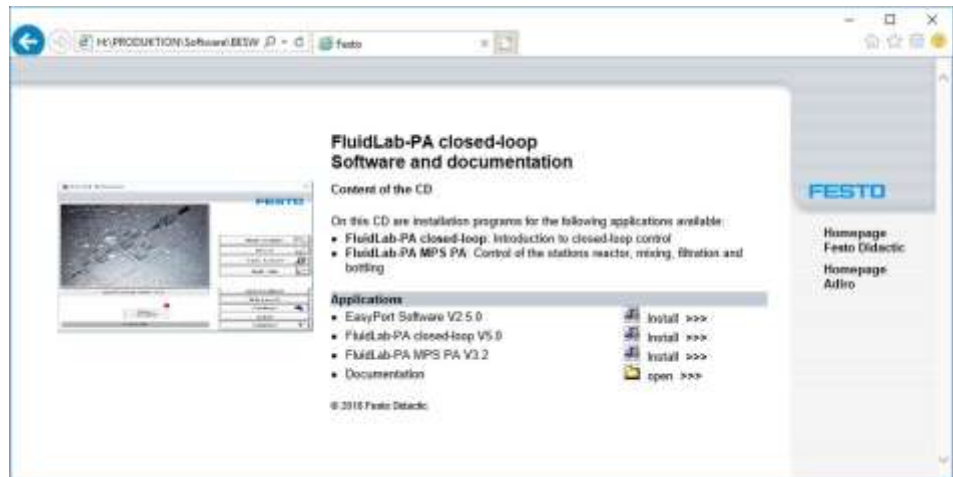 H:\PRODUKTION\Software\BESW
festo
FluidLab-PA closed-loop
Software and documentation
Content of the CD
On this CD are installation programs for the following applications available:
• FluidLab-PA closed-loop: Introduction to closed-loop control
• FluidLab-PA MPS PA: Control of the stations reactor, mixing, filtration and
bottling
Applications
• EasyPort Software V2.5.0 Install >>>
• FluidLab-PA closed-loop V5.0 Install >>>
• FluidLab-PA MPS PA V3.2 Install >>>
• Documentation open >>>
Festo Didactic
FESTO
Homepage
Festo Didactic
Homepage
Adiro
FESTO